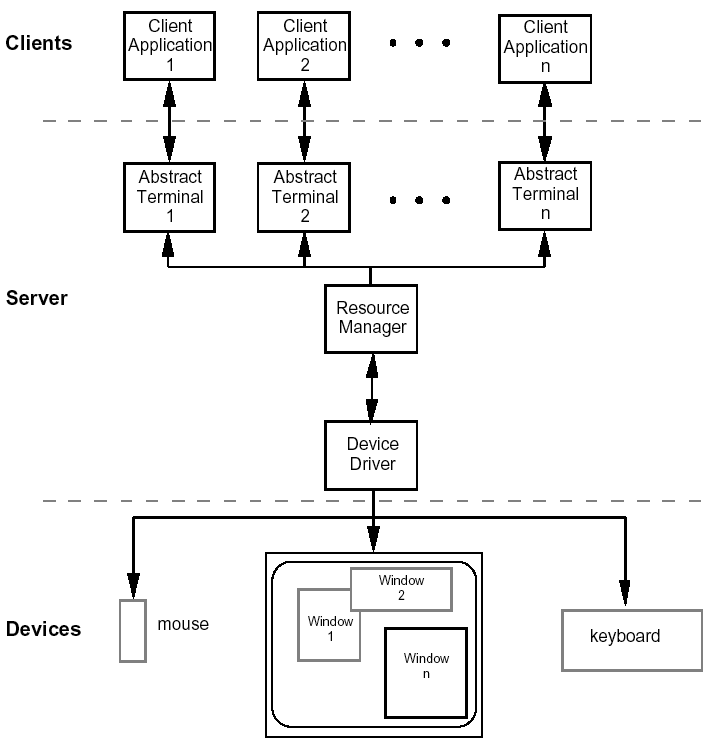 Clients
Client
Application
1
Client
Application
2
• • •
Client
Application
n
Abstract
Terminal
1
Abstract
Terminal
2
• • •
Abstract
Terminal
n
Server
Resource
Manager
Device
Driver
Devices
mouse
Window
1
Window
2
Window
n
keyboard